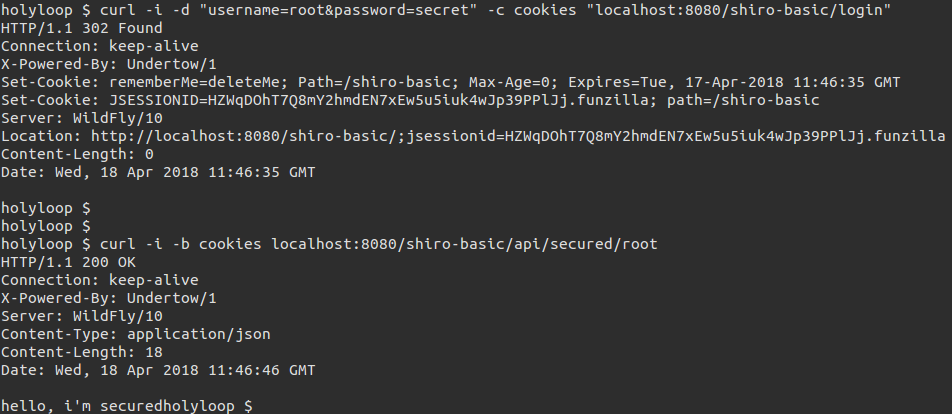 holyloop $ curl -i -d "username=root&password=secret" -c cookies "localhost:8080/shiro-basic/login"
HTTP/1.1 302 Found
Connection: keep-alive
X-Powered-By: Undertow/1
Set-Cookie: rememberMe=deleteMe; Path=/shiro-basic; Max-Age=0; Expires=Tue, 17-Apr-2018 11:46:35 GMT
Set-Cookie: JSESSIONID=HZWqDOhT7Q8mY2hmdEN7xEw5u5iuk4wJp39PPlJj.funzilla; path=/shiro-basic
Server: WildFly/10
Location: http://localhost:8080/shiro-basic/;jsessionid=HZWqDOhT7Q8mY2hmdEN7xEw5u5iuk4wJp39PPlJj.funzilla
Content-Length: 0
Date: Wed, 18 Apr 2018 11:46:35 GMT
holyloop $
holyloop $
holyloop $ curl -i -b cookies localhost:8080/shiro-basic/api/secured/root
HTTP/1.1 200 OK
Connection: keep-alive
X-Powered-By: Undertow/1
Server: WildFly/10
Content-Type: application/json
Content-Length: 18
Date: Wed, 18 Apr 2018 11:46:46 GMT
hello, i'm securedholyloop $